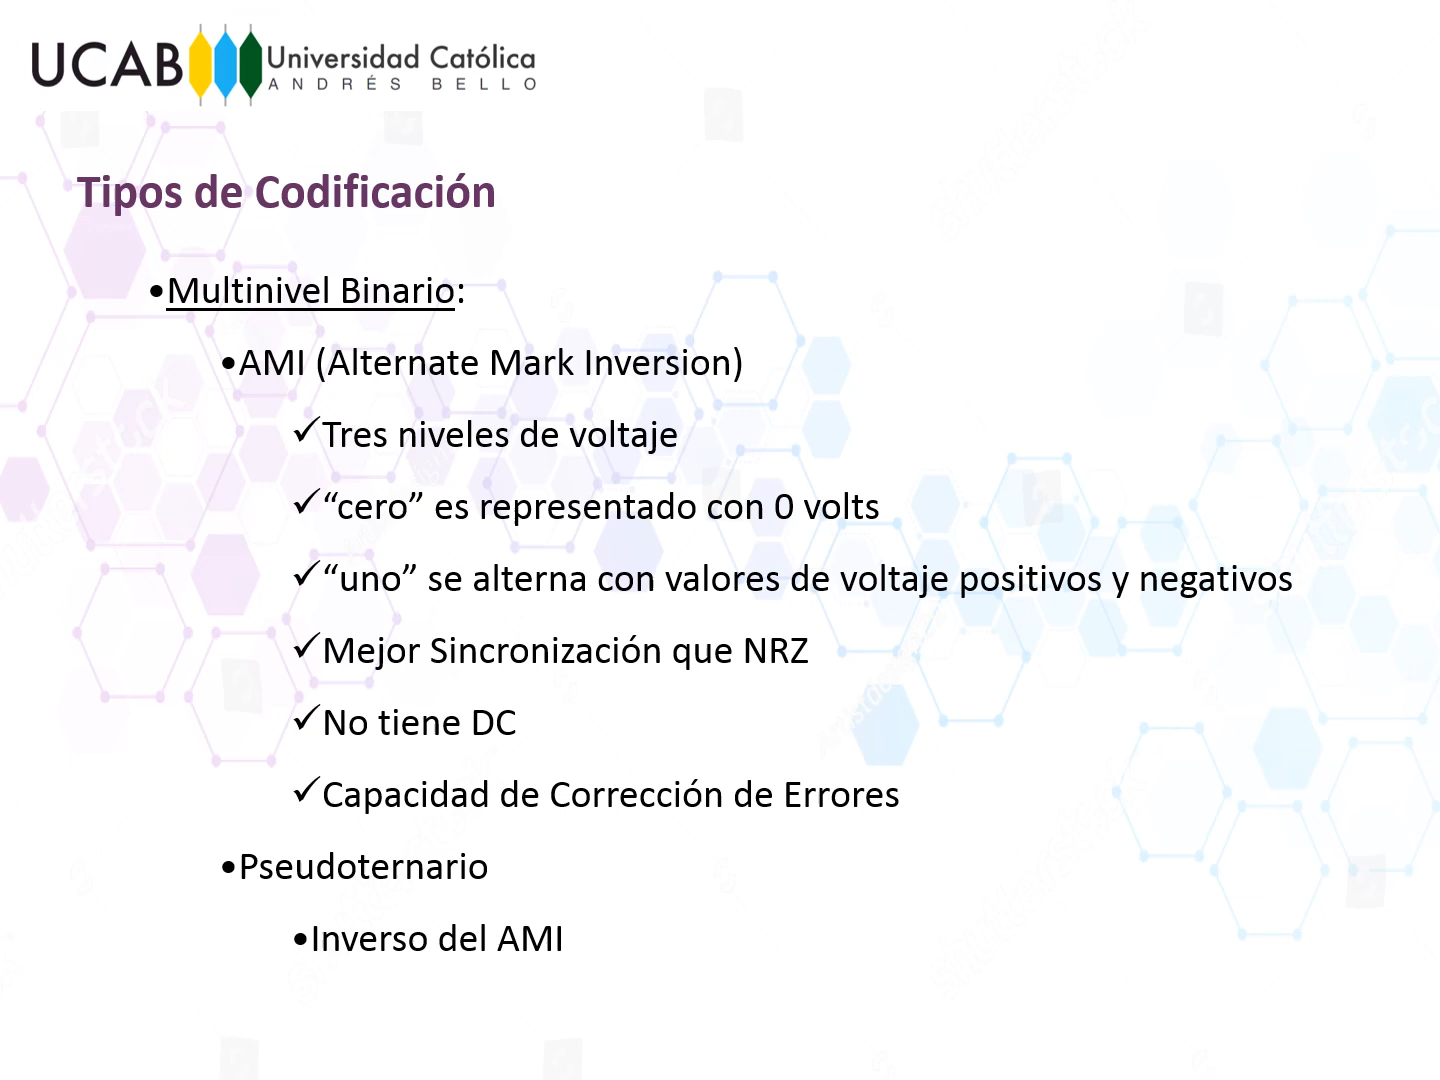 UCAB Universidad Católica
ANDRÉS BELLO
Tipos de Codificación
•Multinivel Binario:
•AMI (Alternate Mark Inversion)
✓Tres niveles de voltaje
✓“cero” es representado con 0 volts
✓“uno” se alterna con valores de voltaje positivos y negativos
✓Mejor Sincronización que NRZ
✓No tiene DC
✓Capacidad de Corrección de Errores
•Pseudoternario
•Inverso del AMI